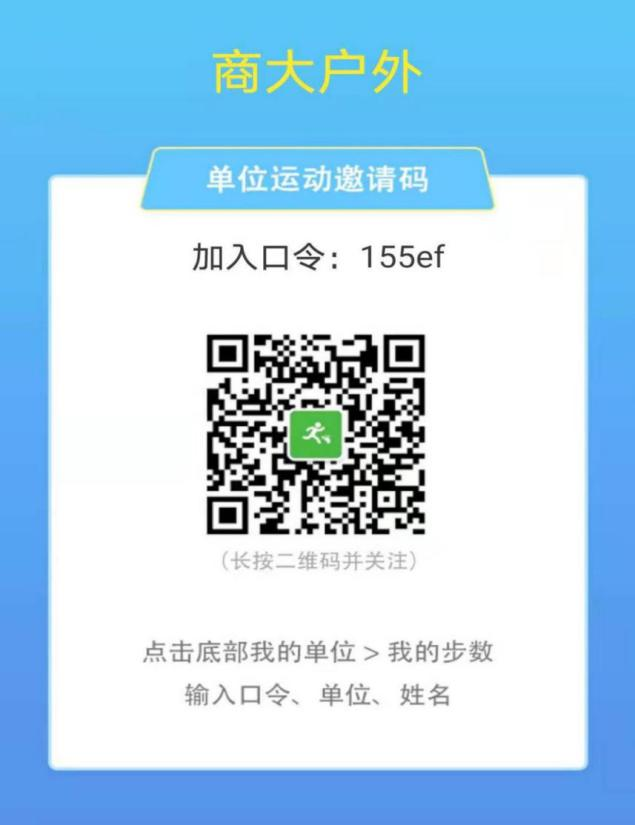 商大户外
单位运动邀请码
加入口令：155ef
（长按二维码并关注）
点击底部我的单位 > 我的步数
输入口令、单位、姓名